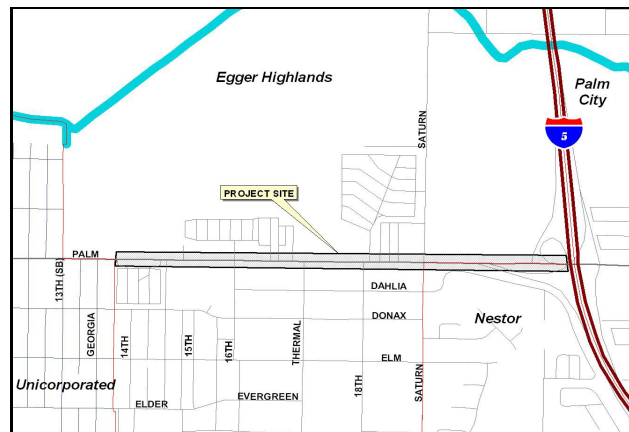 Egger Highlands
Palm
City
5
SATURN
PROJECT SITE
PALM
13TH (SB)
DAHLIA
DONAX
Nestor
GEORGIA
14TH
15TH
16TH
THERMAL
ELM
18TH
SATURN
Unicorporated
EVERGREEN
ELDER